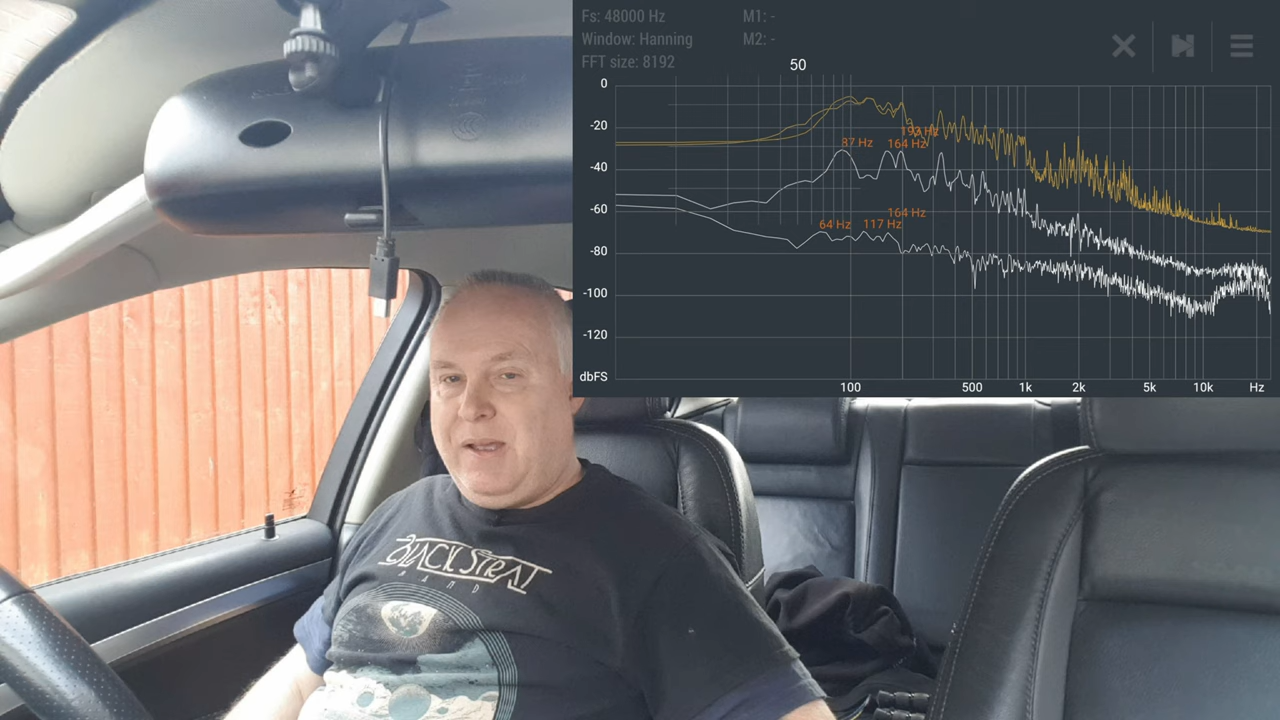 Fs: 48000 Hz
M1: -
Window: Hanning
M2: -
FFT size: 8192
50
0
-20
-40
-60
-80
-100
-120
dbFS
193 Hz
87 Hz
164 Hz
164 Hz
64 Hz
117 Hz
100
500
1k
2k
5k
10k
Hz
BLACK STRAT
BAND